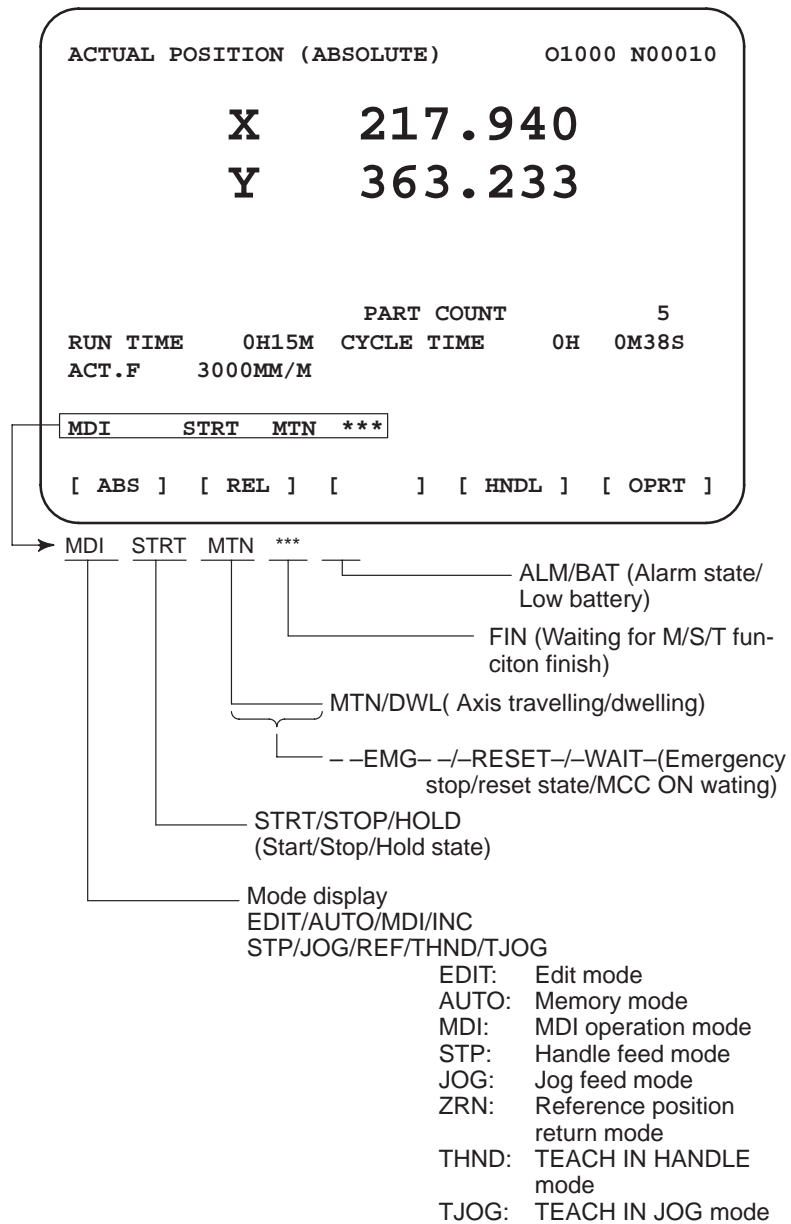 ACTUAL POSITION (ABSOLUTE) O1000 N00010
X 217.940
Y 363.233
PART COUNT 5
RUN TIME 0H15M CYCLE TIME 0H 0M38S
ACT.F 3000MM/M
MDI STRT MTN ***
[ ABS ] [ REL ] [ ] [ HNDL ] [ OPRT ]
MDI STRT MTN ***
ALM/BAT (Alarm state/
Low battery)
FIN (Waiting for M/S/T fun-
citon finish)
MTN/DWL( Axis travelling/dwelling)
– –EMG– –/–RESET–/–WAIT–(Emergency
stop/reset state/MCC ON wating)
STRT/STOP/HOLD
(Start/Stop/Hold state)
Mode display
EDIT/AUTO/MDI/INC
STP/JOG/REF/THND/TJOG
EDIT: Edit mode
AUTO: Memory mode
MDI: MDI operation mode
STP: Handle feed mode
JOG: Jog feed mode
ZRN: Reference position
return mode
THND: TEACH IN HANDLE
mode
TJOG: TEACH IN JOG mode